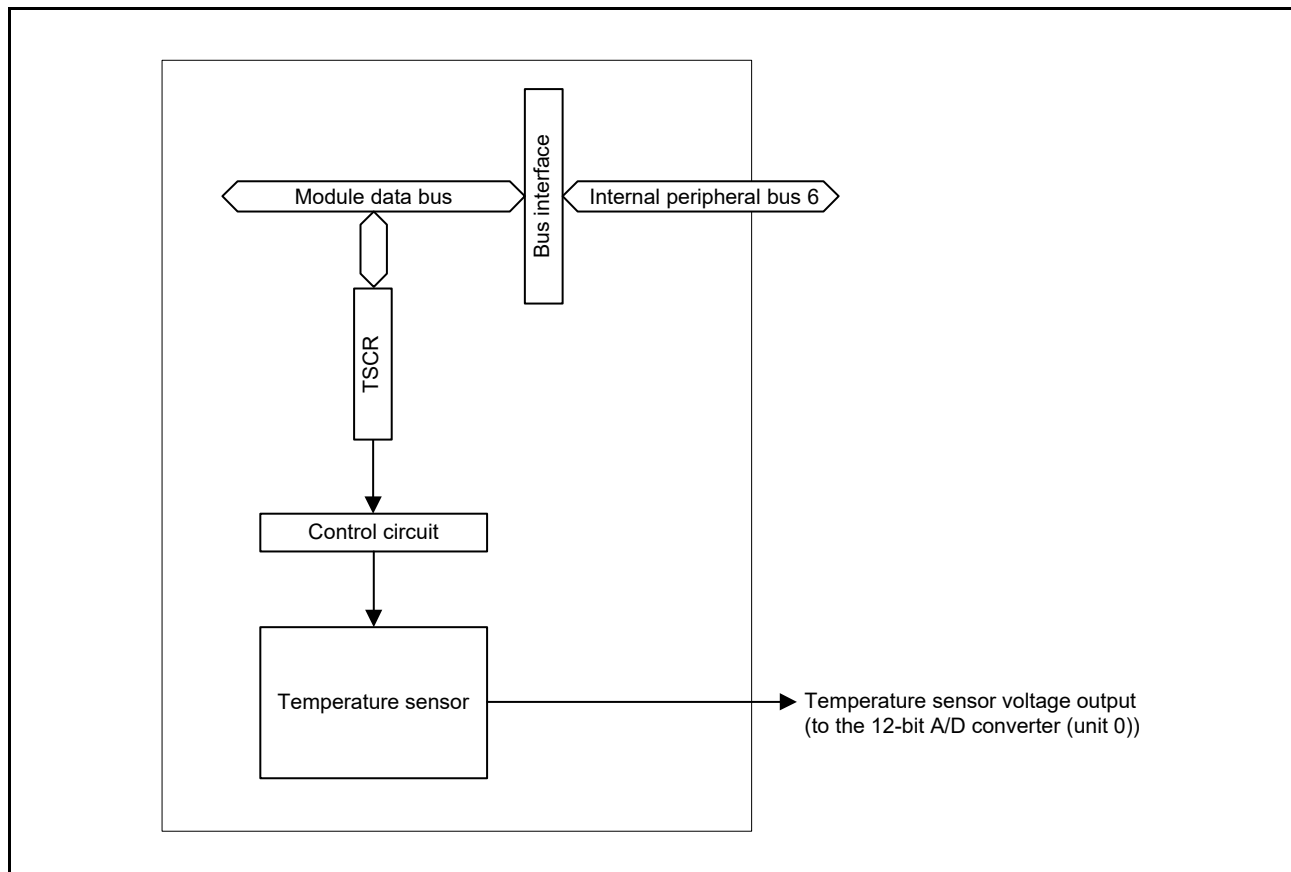 Bus interface
Module data bus
Internal peripheral bus 6
TSCR
Control circuit
Temperature sensor
Temperature sensor voltage output
(to the 12-bit A/D converter (unit 0))